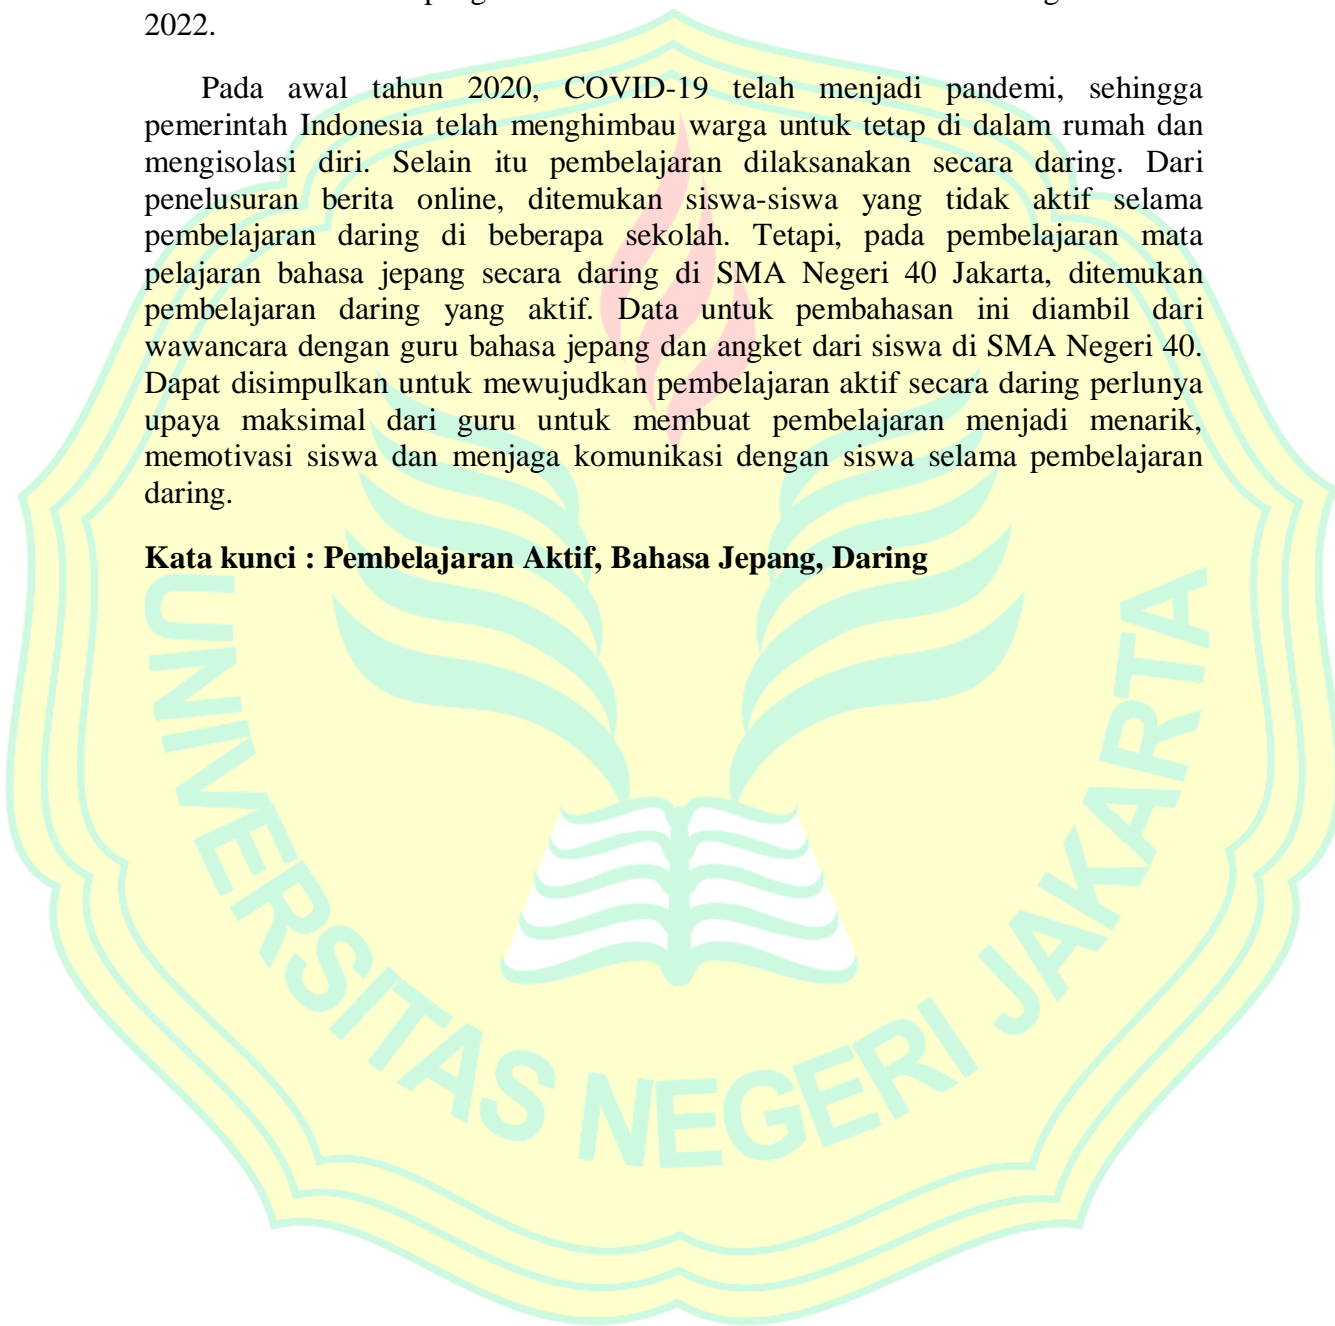 2022.
Pada awal tahun 2020, COVID-19 telah menjadi pandemi, sehingga
pemerintah Indonesia telah menghimbau warga untuk tetap di dalam rumah dan
mengisolasi diri. Selain itu pembelajaran dilaksanakan secara daring. Dari
penelusuran berita online, ditemukan siswa-siswa yang tidak aktif selama
pembelajaran daring di beberapa sekolah. Tetapi, pada pembelajaran mata
pelajaran bahasa jepang secara daring di SMA Negeri 40 Jakarta, ditemukan
pembelajaran daring yang aktif. Data untuk pembahasan ini diambil dari
wawancara dengan guru bahasa jepang dan angket dari siswa di SMA Negeri 40.
Dapat disimpulkan untuk mewujudkan pembelajaran aktif secara daring perlunya
upaya maksimal dari guru untuk membuat pembelajaran menjadi menarik,
memotivasi siswa dan menjaga komunikasi dengan siswa selama pembelajaran
daring.
Kata kunci : Pembelajaran Aktif, Bahasa Jepang, Daring
UNIVERSITAS NEGERI JAKARTA